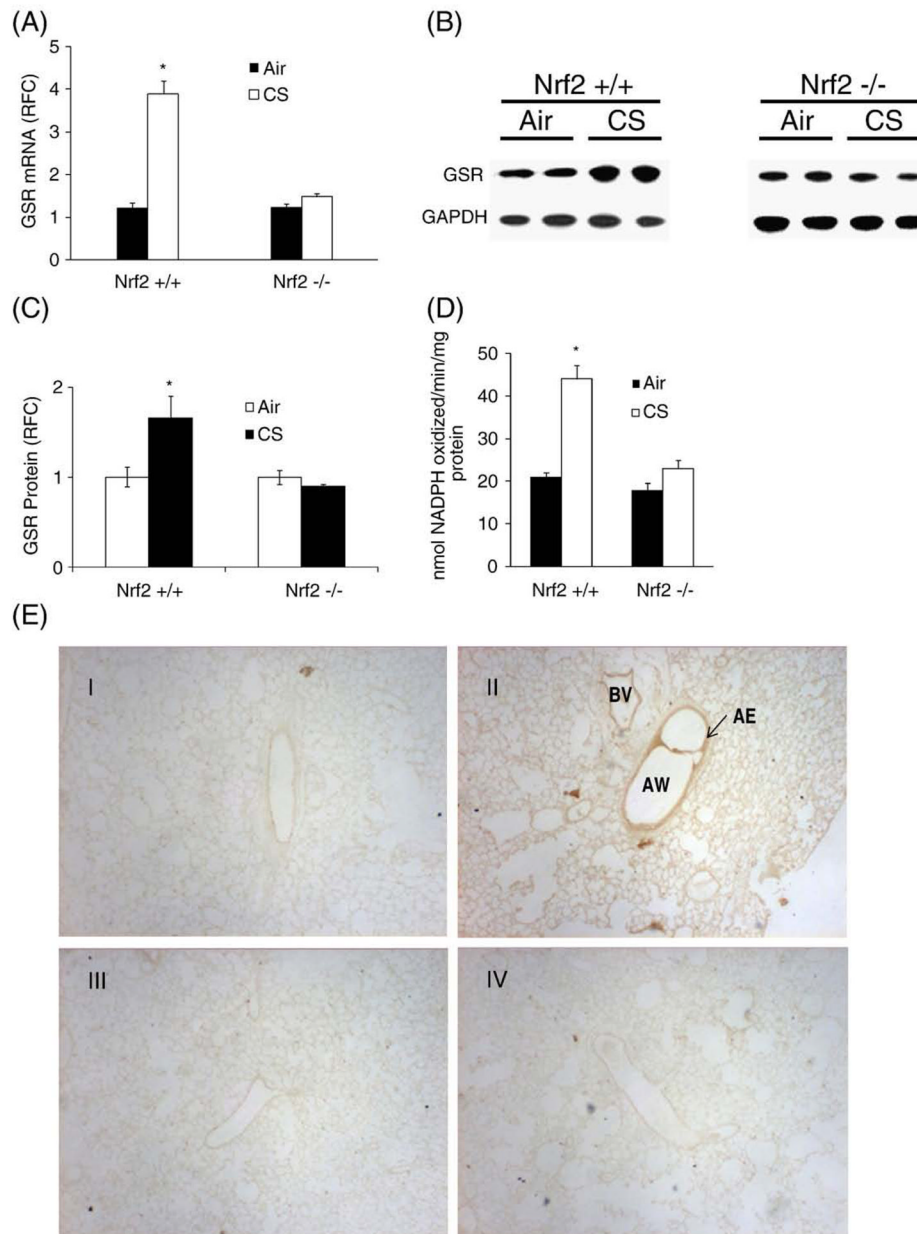 (A)
GSR mRNA (RFC)
5
4
3
2
1
0
*
Air
CS
Nrf2 +/+
Nrf2 -/-
(B)
Nrf2 +/+
Nrf2 -/-
Air CS
Air CS
GSR
GAPDH
(C)
GSR Protein (RFC)
2
1
0
*
Air
CS
Nrf2 +/+
Nrf2 -/-
(D)
nmol NADPH oxidized/min/mg
protein
50
40
30
20
10
0
*
Air
CS
Nrf2 +/+
Nrf2 -/-
(E)
I
II
BV
AE
AW
III
IV